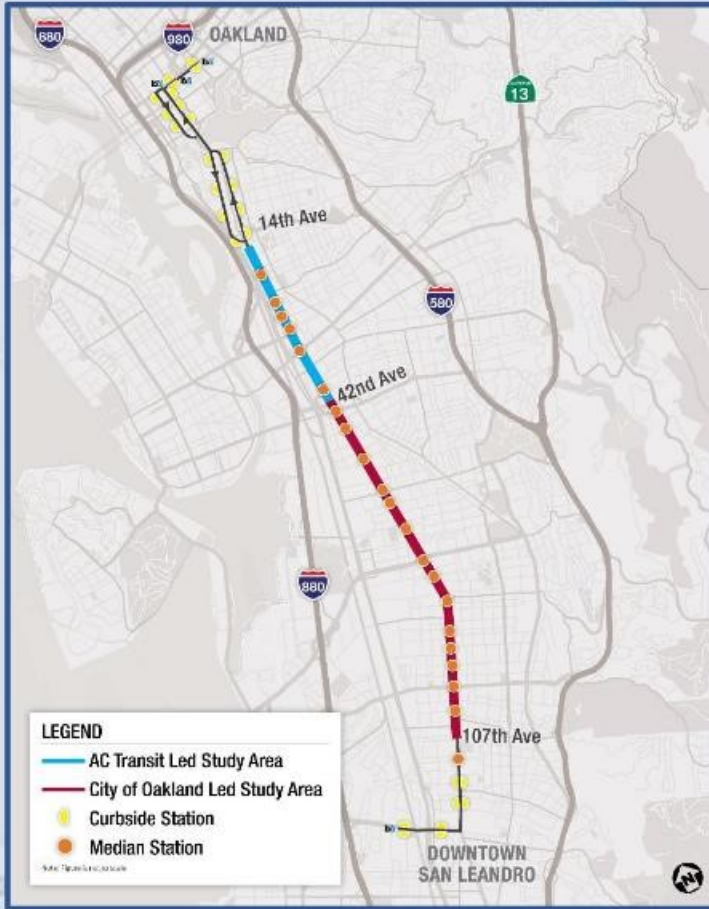 680
980
OAKLAND
13
14th Ave
580
42nd Ave
880
107th Ave
LEGEND
AC Transit Led Study Area
City of Oakland Led Study Area
Curbside Station
Median Station
DOWNTOWN
SAN LEANDRO
N